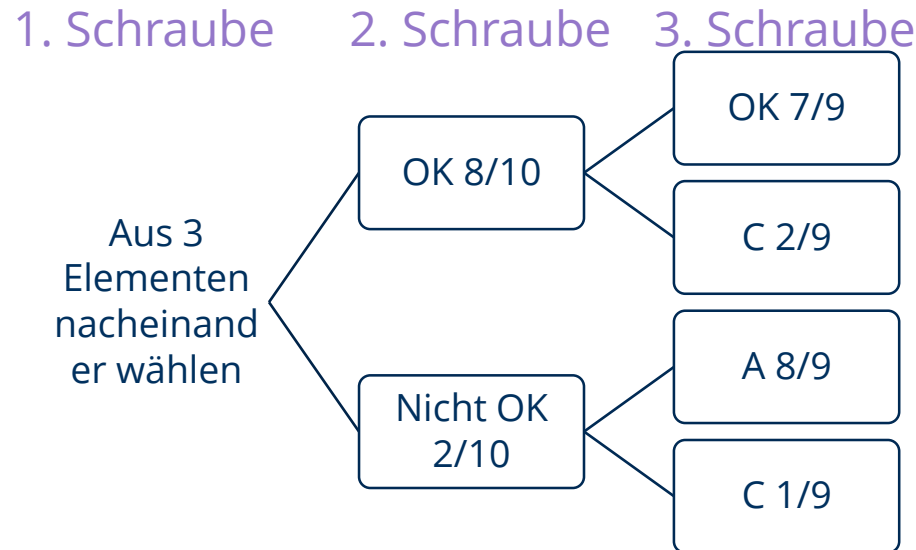 1. Schraube
2. Schraube
3. Schraube
Aus 3
Elementen
nacheinand
er wählen
OK 8/10
Nicht OK
2/10
OK 7/9
C 2/9
A 8/9
C 1/9